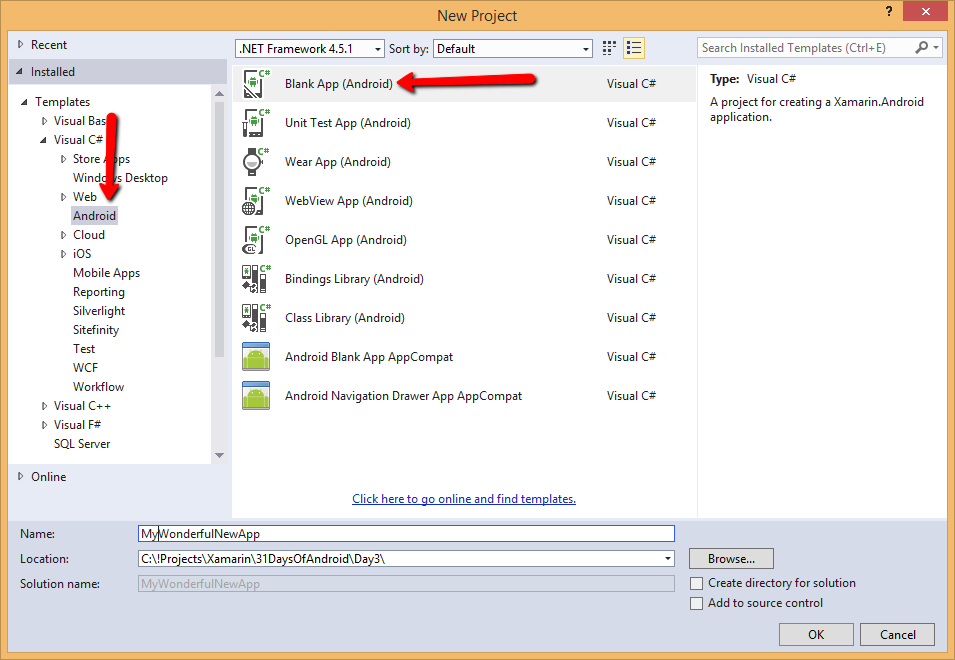 New Project
?
Recent
Installed
Templates
Visual Bas
Visual C#
Store Apps
Windows Desktop
Web
Android
Cloud
iOS
Mobile Apps
Reporting
Silverlight
Sitefinity
Test
WCF
Workflow
Visual C++
Visual F#
SQL Server
Online
.NET Framework 4.5.1 Sort by: Default
Search Installed Templates (Ctrl+E)
C# Blank App (Android) Visual C#
C# Unit Test App (Android) Visual C#
C# Wear App (Android) Visual C#
C# WebView App (Android) Visual C#
C# GL OpenGL App (Android) Visual C#
C# Bindings Library (Android) Visual C#
C# Class Library (Android) Visual C#
Android Blank App AppCompat Visual C#
Android Navigation Drawer App AppCompat Visual C#
Click here to go online and find templates.
Type: Visual C#
A project for creating a Xamarin.Android
application.
Name: MyWonderfulNewApp
Location: C:\!Projects\Xamarin\31DaysOfAndroid\Day3\ Browse...
Solution name: MyWonderfulNewApp
Create directory for solution
Add to source control
OK Cancel